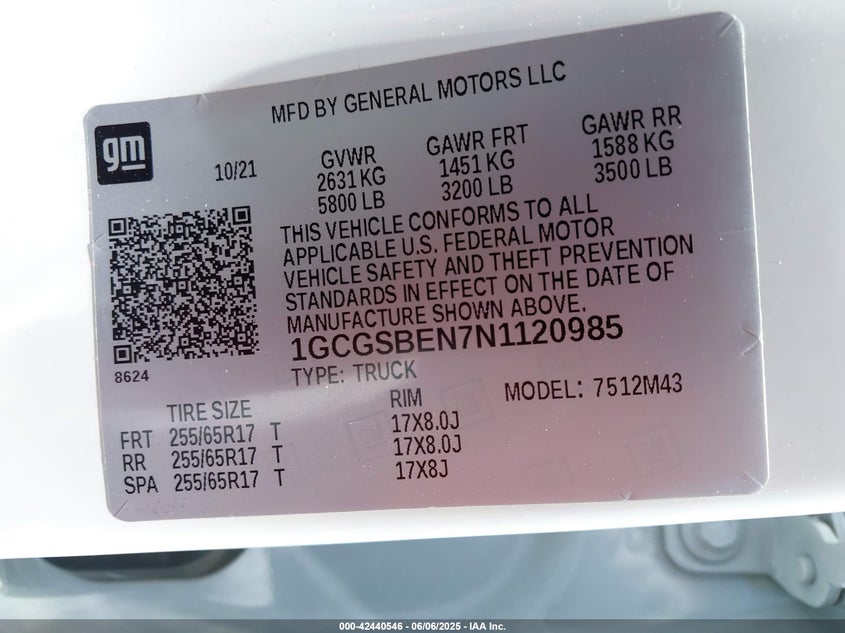 MFD BY GENERAL MOTORS LLC
gm
10/21
GVWR
2631 KG
5800 LB
GAWR FRT
1451 KG
3200 LB
GAWR RR
1588 KG
3500 LB
THIS VEHICLE CONFORMS TO ALL
APPLICABLE U.S. FEDERAL MOTOR
VEHICLE SAFETY AND THEFT PREVENTION
STANDARDS IN EFFECT ON THE DATE OF
MANUFACTURE SHOWN ABOVE.
1GCGSBEN7N1120985
8624
TYPE: TRUCK
MODEL: 7512M43
TIRE SIZE RIM
FRT 255/65R17 T 17X8.0J
RR 255/65R17 T 17X8.0J
SPA 255/65R17 T 17X8J
000-42440546 - 06/06/2025 - IAA Inc.